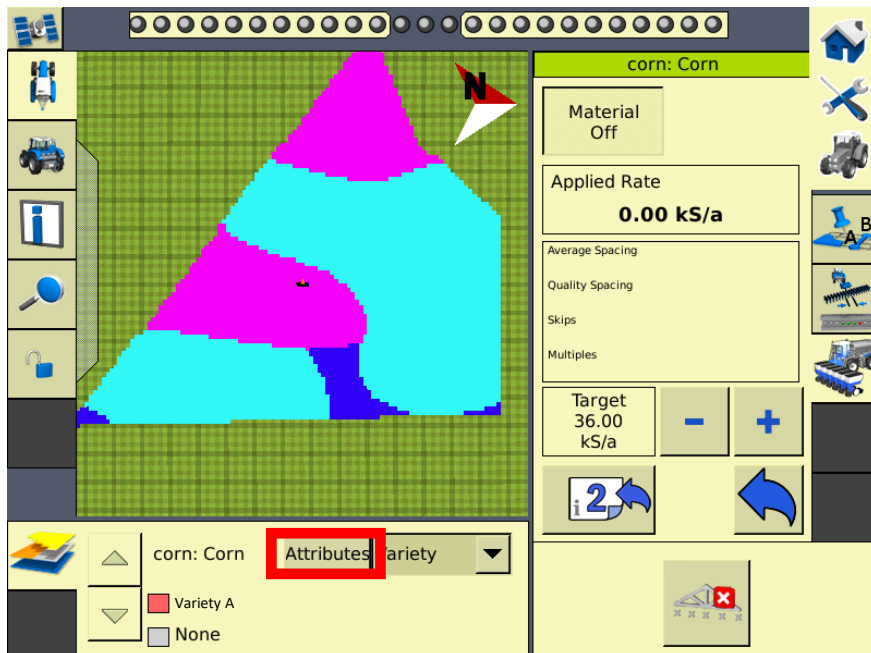 N
corn: Corn
Material
Off
Applied Rate
0.00 kS/a
Average Spacing
Quality Spacing
Skips
Multiples
Target
36.00
kS/a
A B
i 2
corn: Corn Attributes Variety
Variety A
None